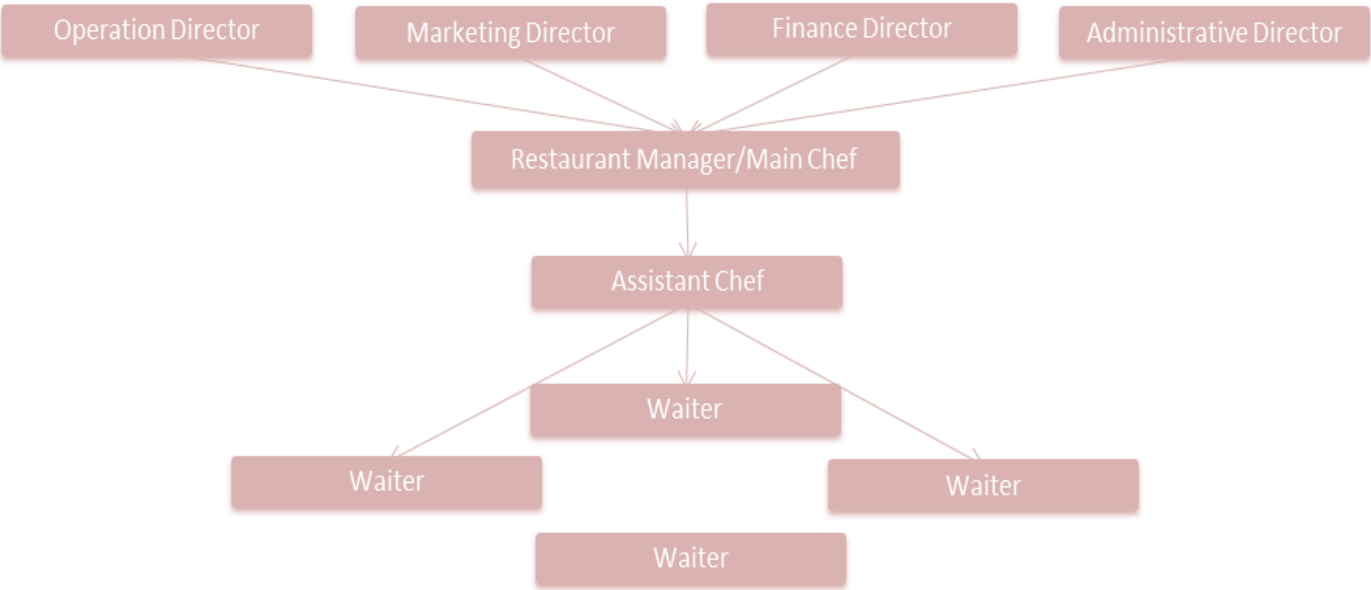 Operation Director
Marketing Director
Finance Director
Administrative Director
Restaurant Manager/Main Chef
Assistant Chef
Waiter
Waiter
Waiter
Waiter